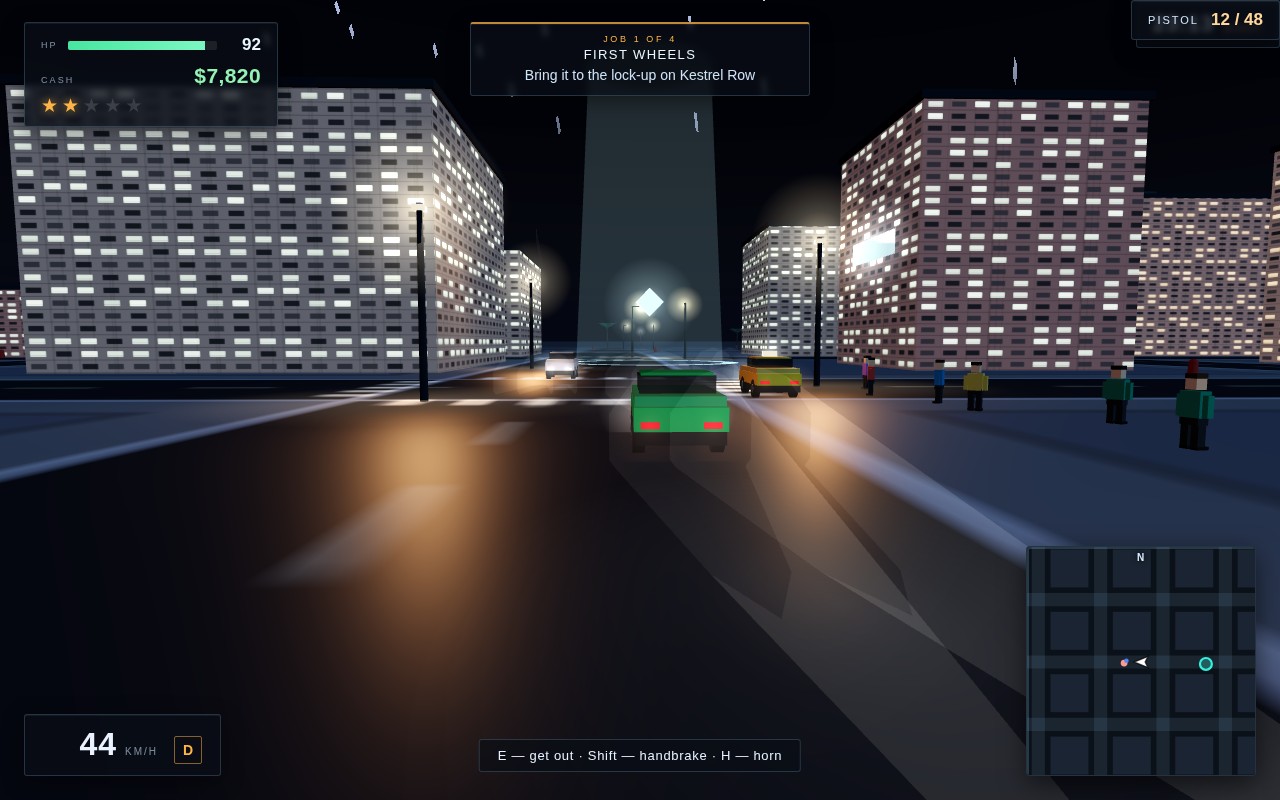 HP 92
CASH $7,820
JOB 1 OF 4
FIRST WHEELS
Bring it to the lock-up on Kestrel Row
PISTOL 12 / 48
N
44 KM/H D
E — get out · Shift — handbrake · H — horn